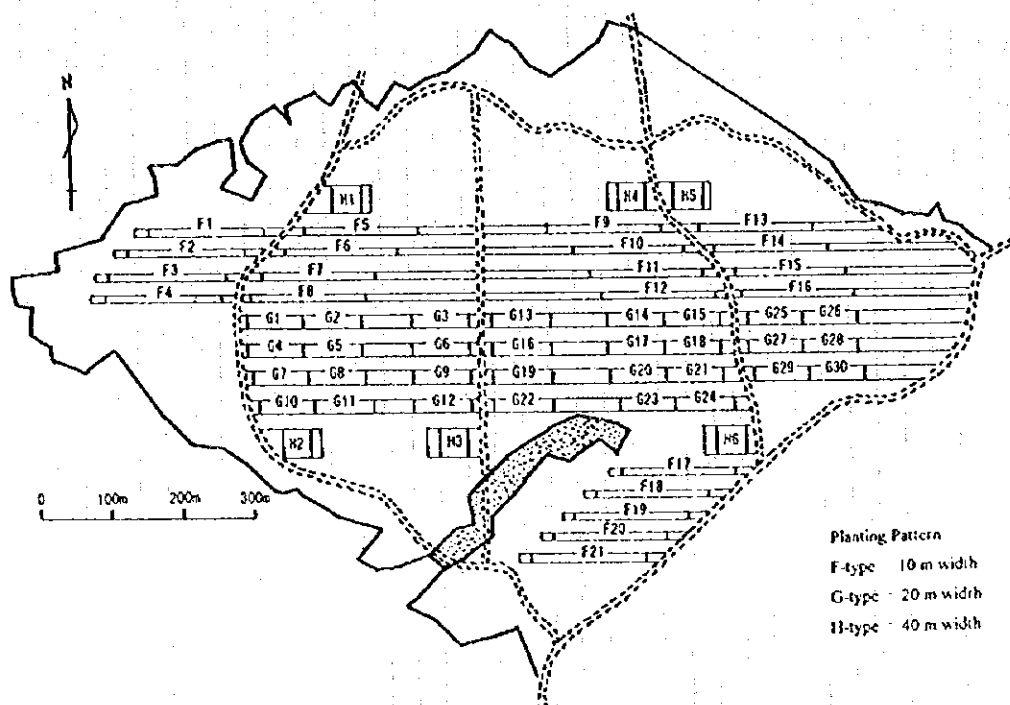 N
H1 H4 H5
F1 F5 F9 F13
F2 F6 F10 F14
F3 F7 F11 F15
F4 F8 F12 F16
G1 G2 G3 G13 G14 G15 G25 G26
G4 G5 G6 G16 G17 G18 G27 G28
G7 G8 G9 G19 G20 G21 G29 G30
G10 G11 G12 G22 G23 G24
H2 H3 H6
F17
F18
F19
F20
F21
0 100m 200m 300m
Planting Pattern
F-type 10 m width
G-type - 20 m width
H-type - 40 m width